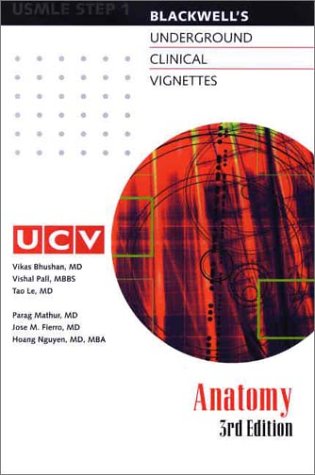 USMLE STEP 1
BLACKWELL'S
UNDERGROUND
CLINICAL
VIGNETTES
UCV
Vikas Bhushan, MD
Vishal Pall, MBBS
Tao Le, MD
Parag Mathur, MD
Jose M. Fierro, MD
Hoang Nguyen, MD, MBA
Anatomy
3rd Edition